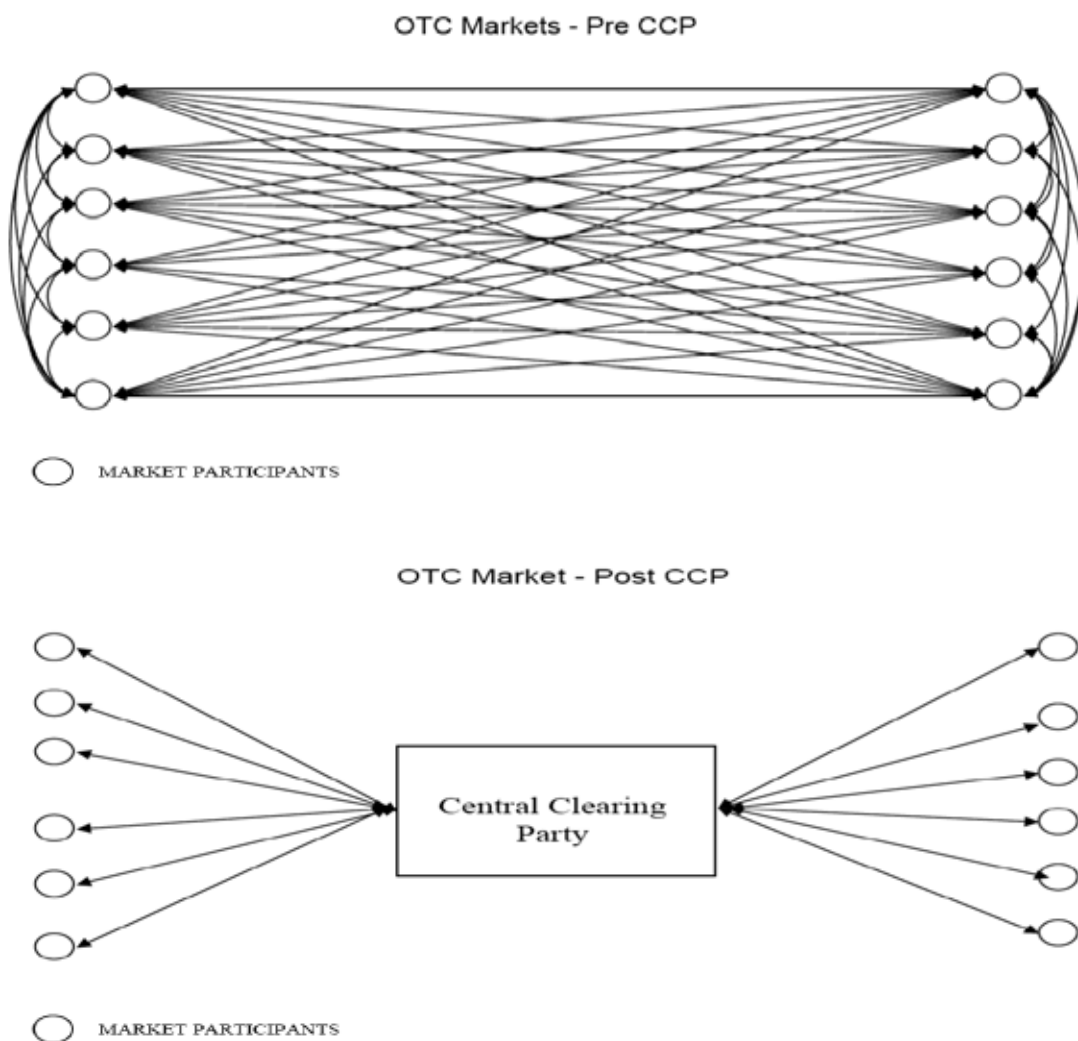 OTC Markets - Pre CCP
MARKET PARTICIPANTS
OTC Market - Post CCP
Central Clearing
Party
MARKET PARTICIPANTS